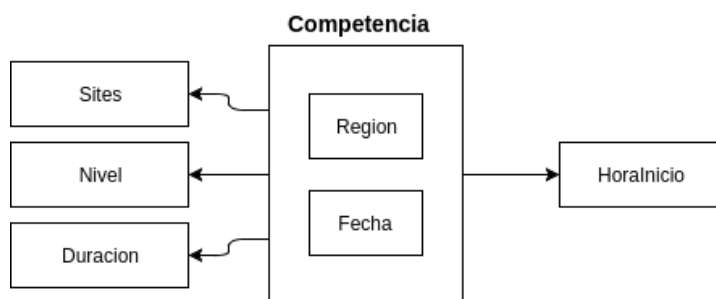 Competencia
Sites
Region
Nivel
HoraInicio
Fecha
Duracion